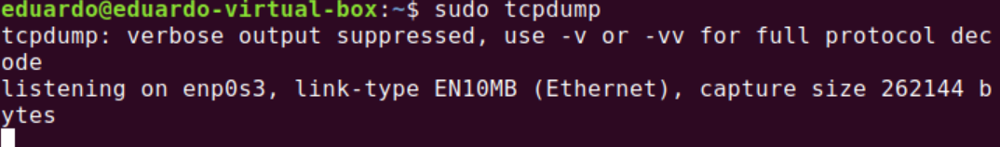 eduardo@eduardo-virtual-box:~$ sudo tcpdump
tcpdump: verbose output suppressed, use -v or -vv for full protocol dec
ode
listening on enp0s3, link-type EN10MB (Ethernet), capture size 262144 b
ytes